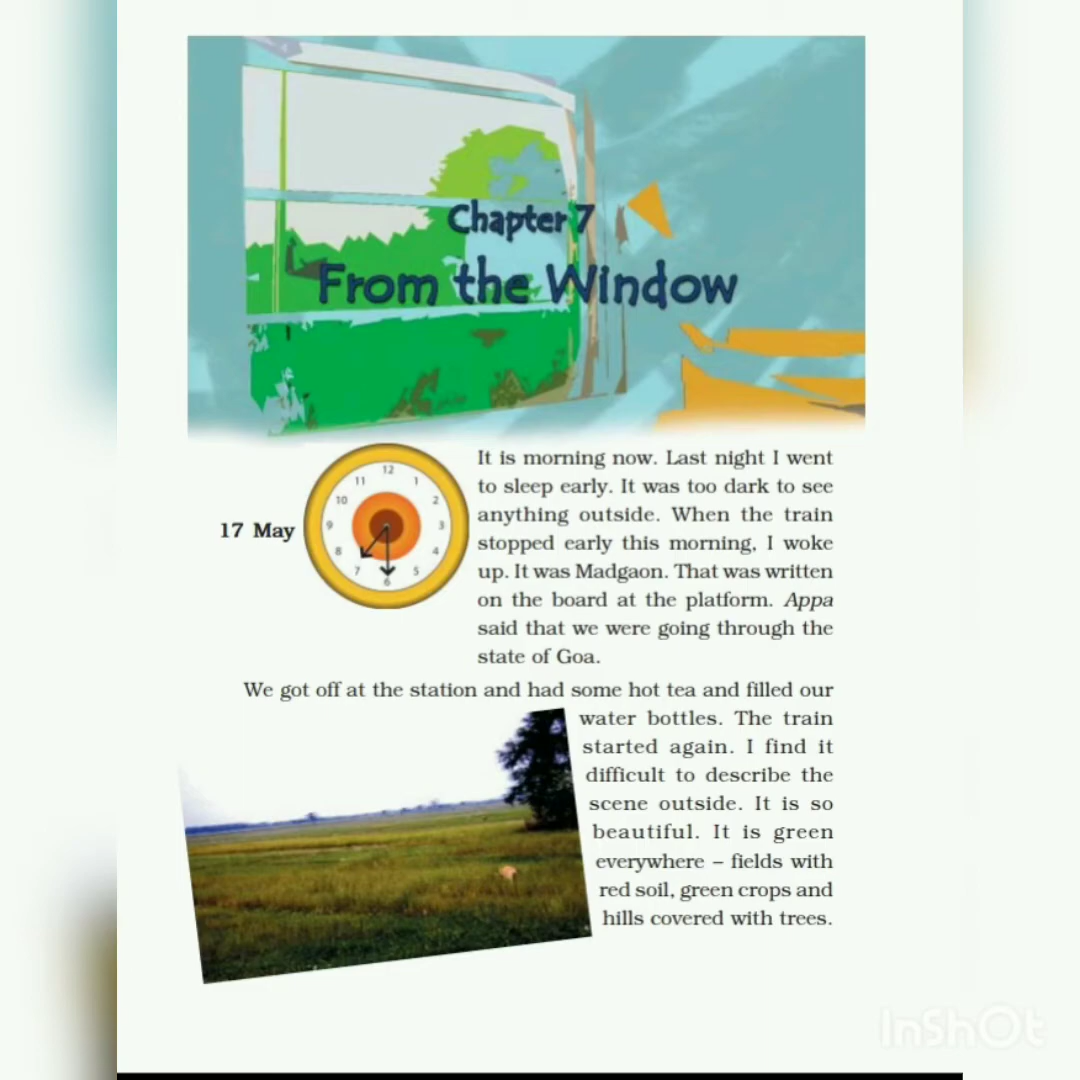 Chapter 7
From the Window
12
11 1
10 2
9 3
8 4
7 5
6
17 May
It is morning now. Last night I went
to sleep early. It was too dark to see
anything outside. When the train
stopped early this morning, I woke
up. It was Madgaon. That was written
on the board at the platform. Appa
said that we were going through the
state of Goa.
We got off at the station and had some hot tea and filled our
water bottles. The train
started again. I find it
difficult to describe the
scene outside. It is so
beautiful. It is green
everywhere – fields with
red soil, green crops and
hills covered with trees.
InShOt